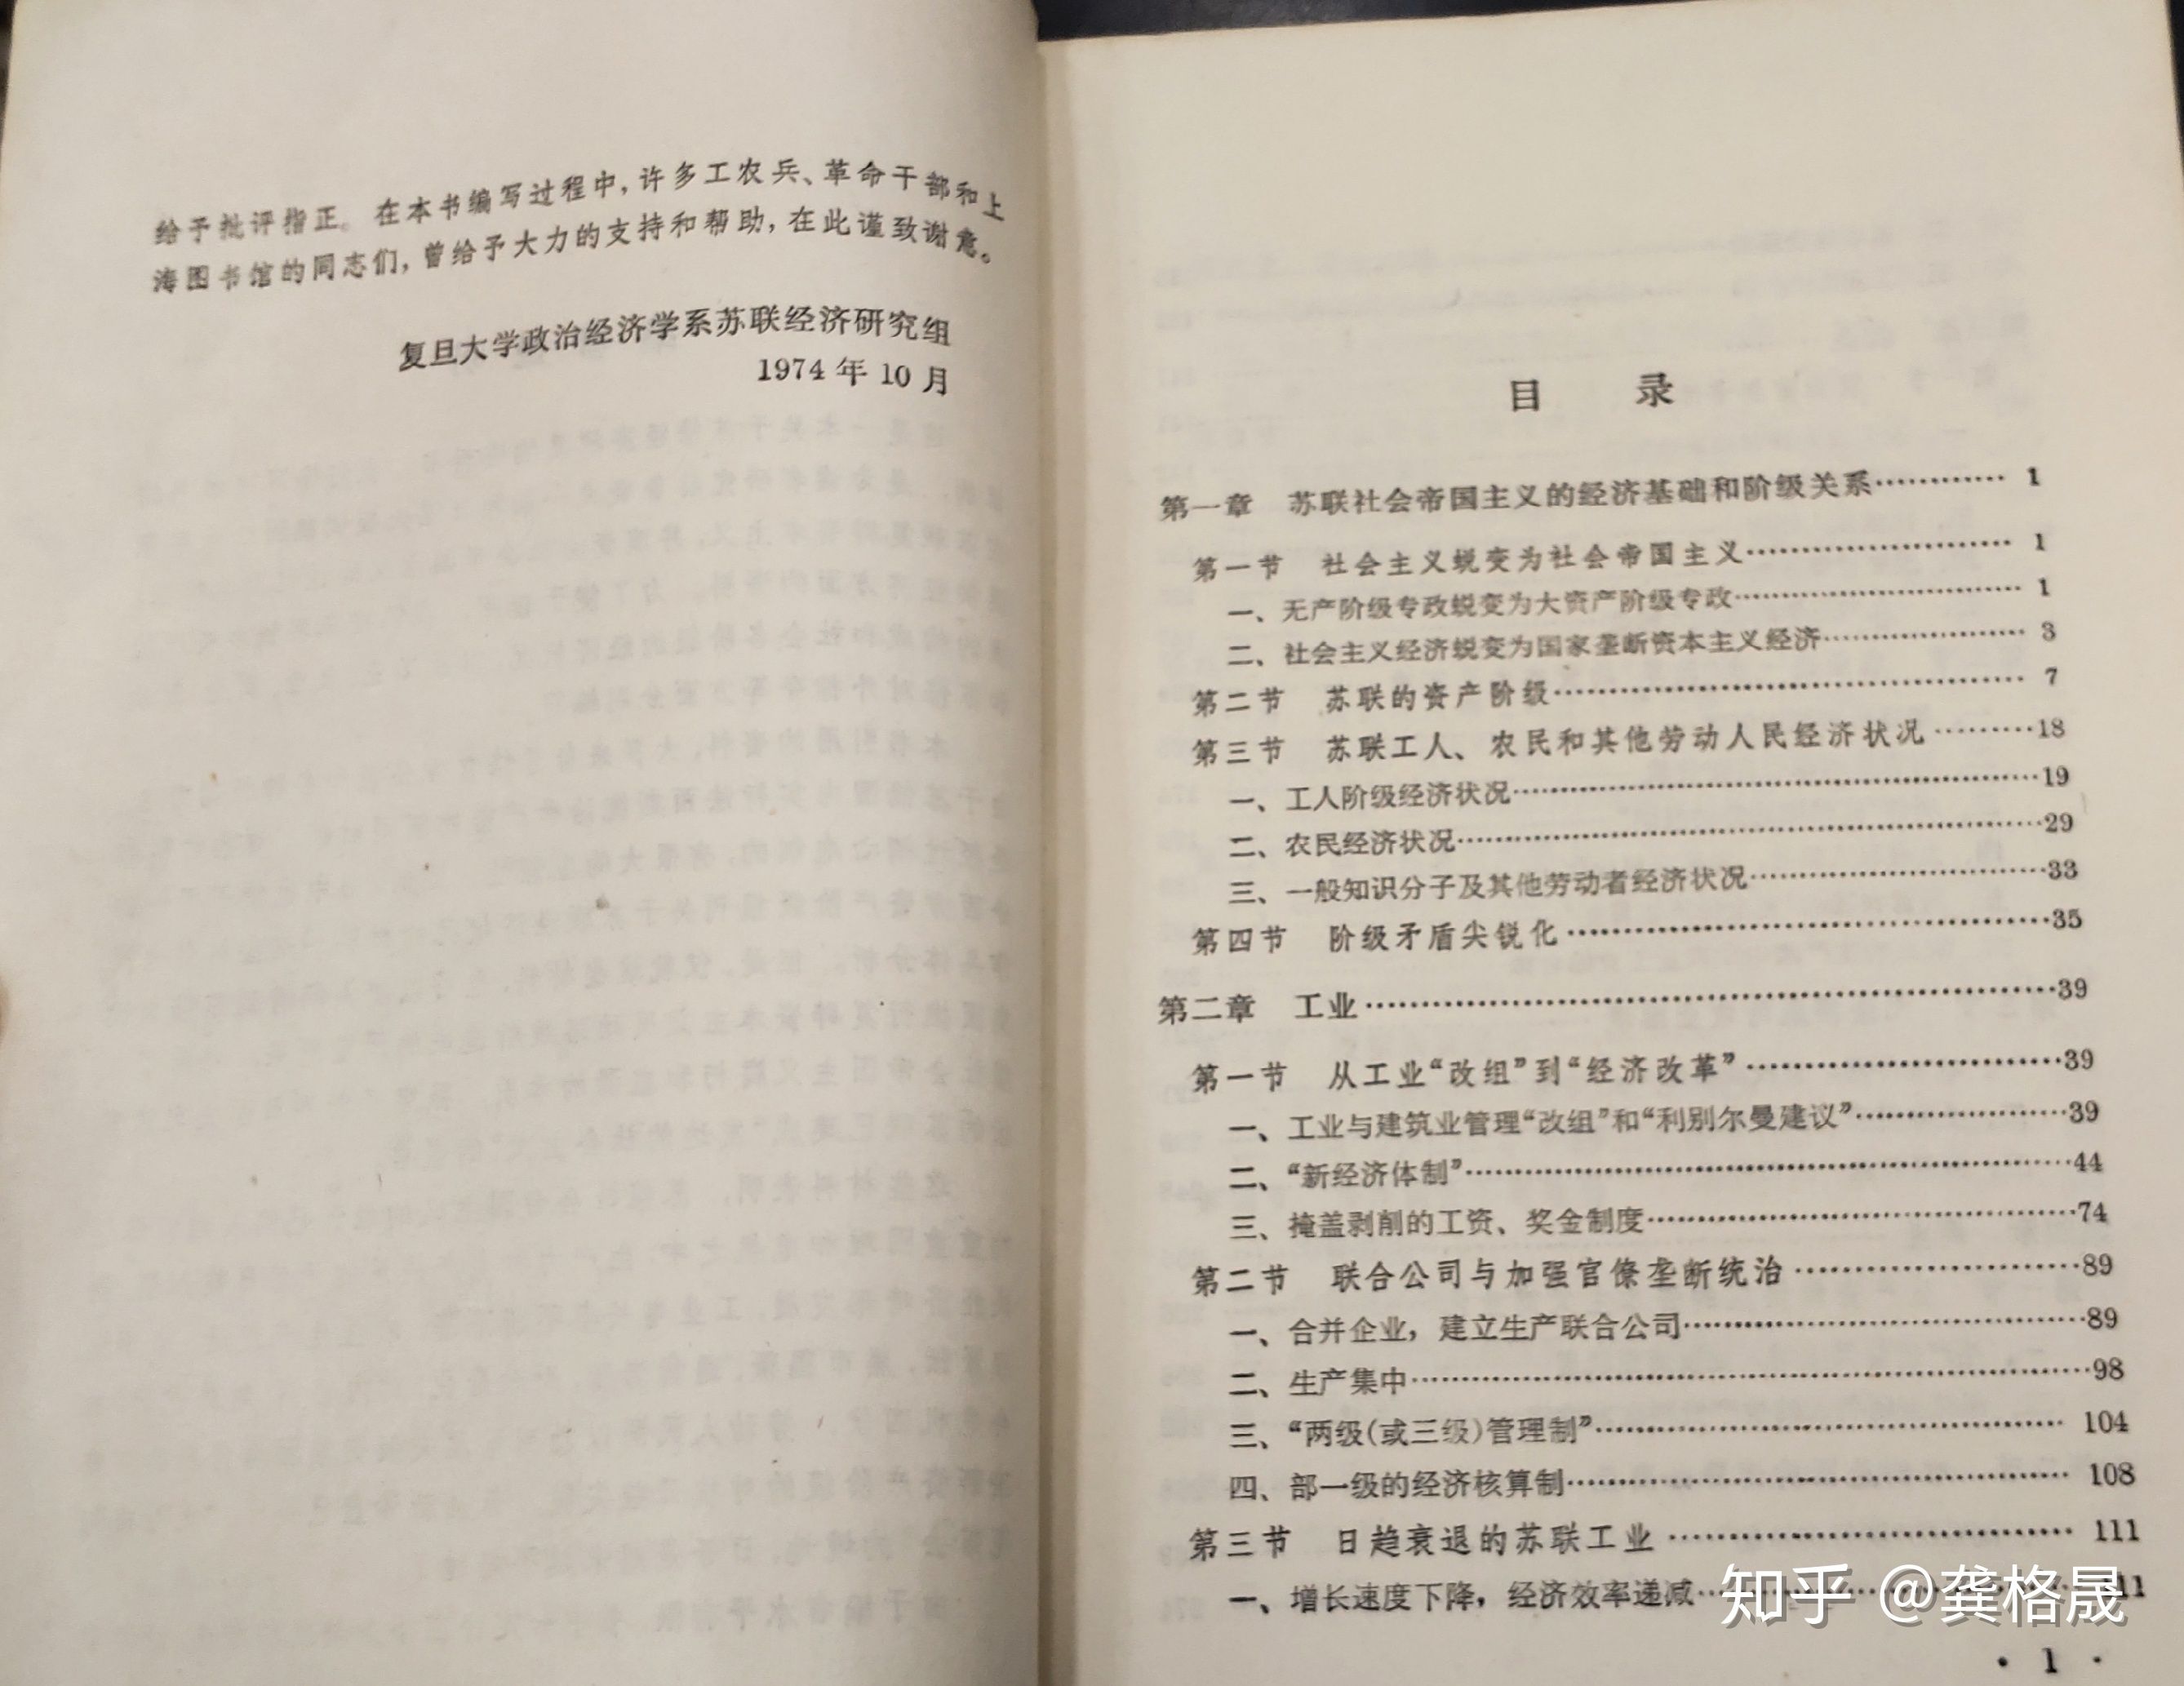 给予批评指正。在本书编写过程中，许多工农兵、革命干部和上
海图书馆的同志们，曾给予大力的支持和帮助，在此谨致谢意。
复旦大学政治经济学系苏联经济研究组
1974年10月
目 录
第一章 苏联社会帝国主义的经济基础和阶级关系………… 1
第一节 社会主义蜕变为社会帝国主义………………… 1
一、无产阶级专政蜕变为大资产阶级专政………………… 1
二、社会主义经济蜕变为国家垄断资本主义经济……………… 3
第二节 苏联的资产阶级……………………………… 7
第三节 苏联工人、农民和其他劳动人民经济状况………18
一、工人阶级经济状况…………………………………19
二、农民经济状况……………………………………29
三、一般知识分子及其他劳动者经济状况…………………33
第四节 阶级矛盾尖锐化………………………………35
第二章 工业……………………………………………39
第一节 从工业“改组”到“经济改革”……………………39
一、工业与建筑业管理“改组”和“利别尔曼建议”……………39
二、“新经济体制”……………………………………44
三、掩盖剥削的工资、奖金制度…………………………74
第二节 联合公司与加强官僚垄断统治…………………89
一、合并企业，建立生产联合公司………………………89
二、生产集中…………………………………………98
三、“两级(或三级)管理制”…………………………… 104
四、部一级的经济核算制……………………………… 108
第三节 日趋衰退的苏联工业………………………… 111
一、增长速度下降，经济效率递减…………………………111
· 1 ·
知乎 @龚格晟